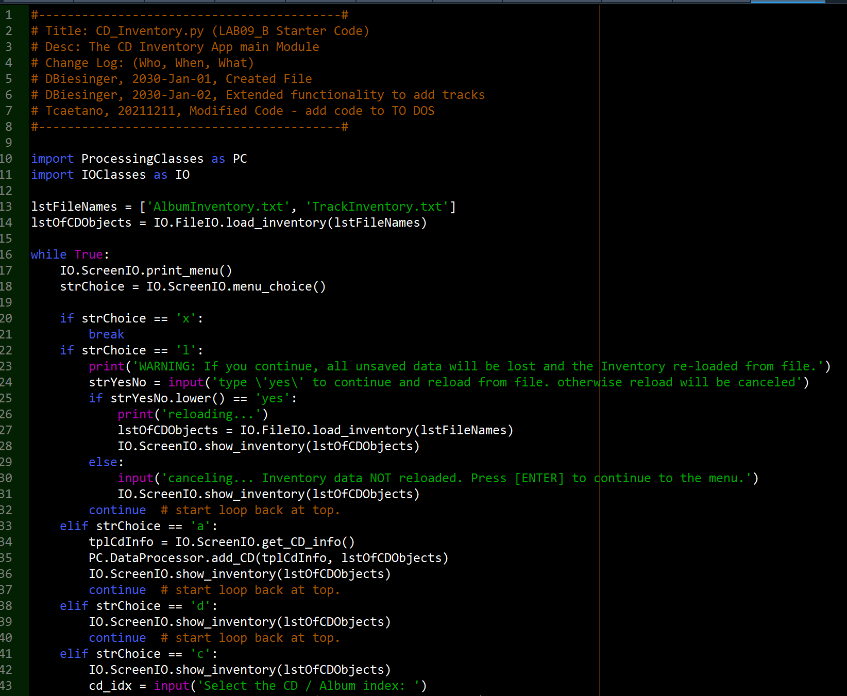 1 #------------------------------------------#
2 # Title: CD_Inventory.py (LAB09_B Starter Code)
3 # Desc: The CD Inventory App main Module
4 # Change Log: (Who, When, What)
5 # DBiesinger, 2030-Jan-01, Created File
6 # DBiesinger, 2030-Jan-02, Extended functionality to add tracks
7 # Tcaetano, 20211211, Modified Code - add code to TO DOS
8 #------------------------------------------#
9
10 import ProcessingClasses as PC
11 import IOClasses as IO
12
13 lstFileNames = ['AlbumInventory.txt', 'TrackInventory.txt']
14 lstOfCDObjects = IO.FileIO.load_inventory(lstFileNames)
15
16 while True:
17     IO.ScreenIO.print_menu()
18     strChoice = IO.ScreenIO.menu_choice()
19
20     if strChoice == 'x':
21         break
22     if strChoice == 'l':
23         print('WARNING: If you continue, all unsaved data will be lost and the Inventory re-loaded from file.')
24         strYesNo = input('type \'yes\' to continue and reload from file. otherwise reload will be canceled')
25         if strYesNo.lower() == 'yes':
26             print('reloading...')
27             lstOfCDObjects = IO.FileIO.load_inventory(lstFileNames)
28             IO.ScreenIO.show_inventory(lstOfCDObjects)
29         else:
30             input('canceling... Inventory data NOT reloaded. Press [ENTER] to continue to the menu.')
31             IO.ScreenIO.show_inventory(lstOfCDObjects)
32         continue  # start loop back at top.
33     elif strChoice == 'a':
34         tplCdInfo = IO.ScreenIO.get_CD_info()
35         PC.DataProcessor.add_CD(tplCdInfo, lstOfCDObjects)
36         IO.ScreenIO.show_inventory(lstOfCDObjects)
37         continue  # start loop back at top.
38     elif strChoice == 'd':
39         IO.ScreenIO.show_inventory(lstOfCDObjects)
40         continue  # start loop back at top.
41     elif strChoice == 'c':
42         IO.ScreenIO.show_inventory(lstOfCDObjects)
43         cd_idx = input('Select the CD / Album index: ')